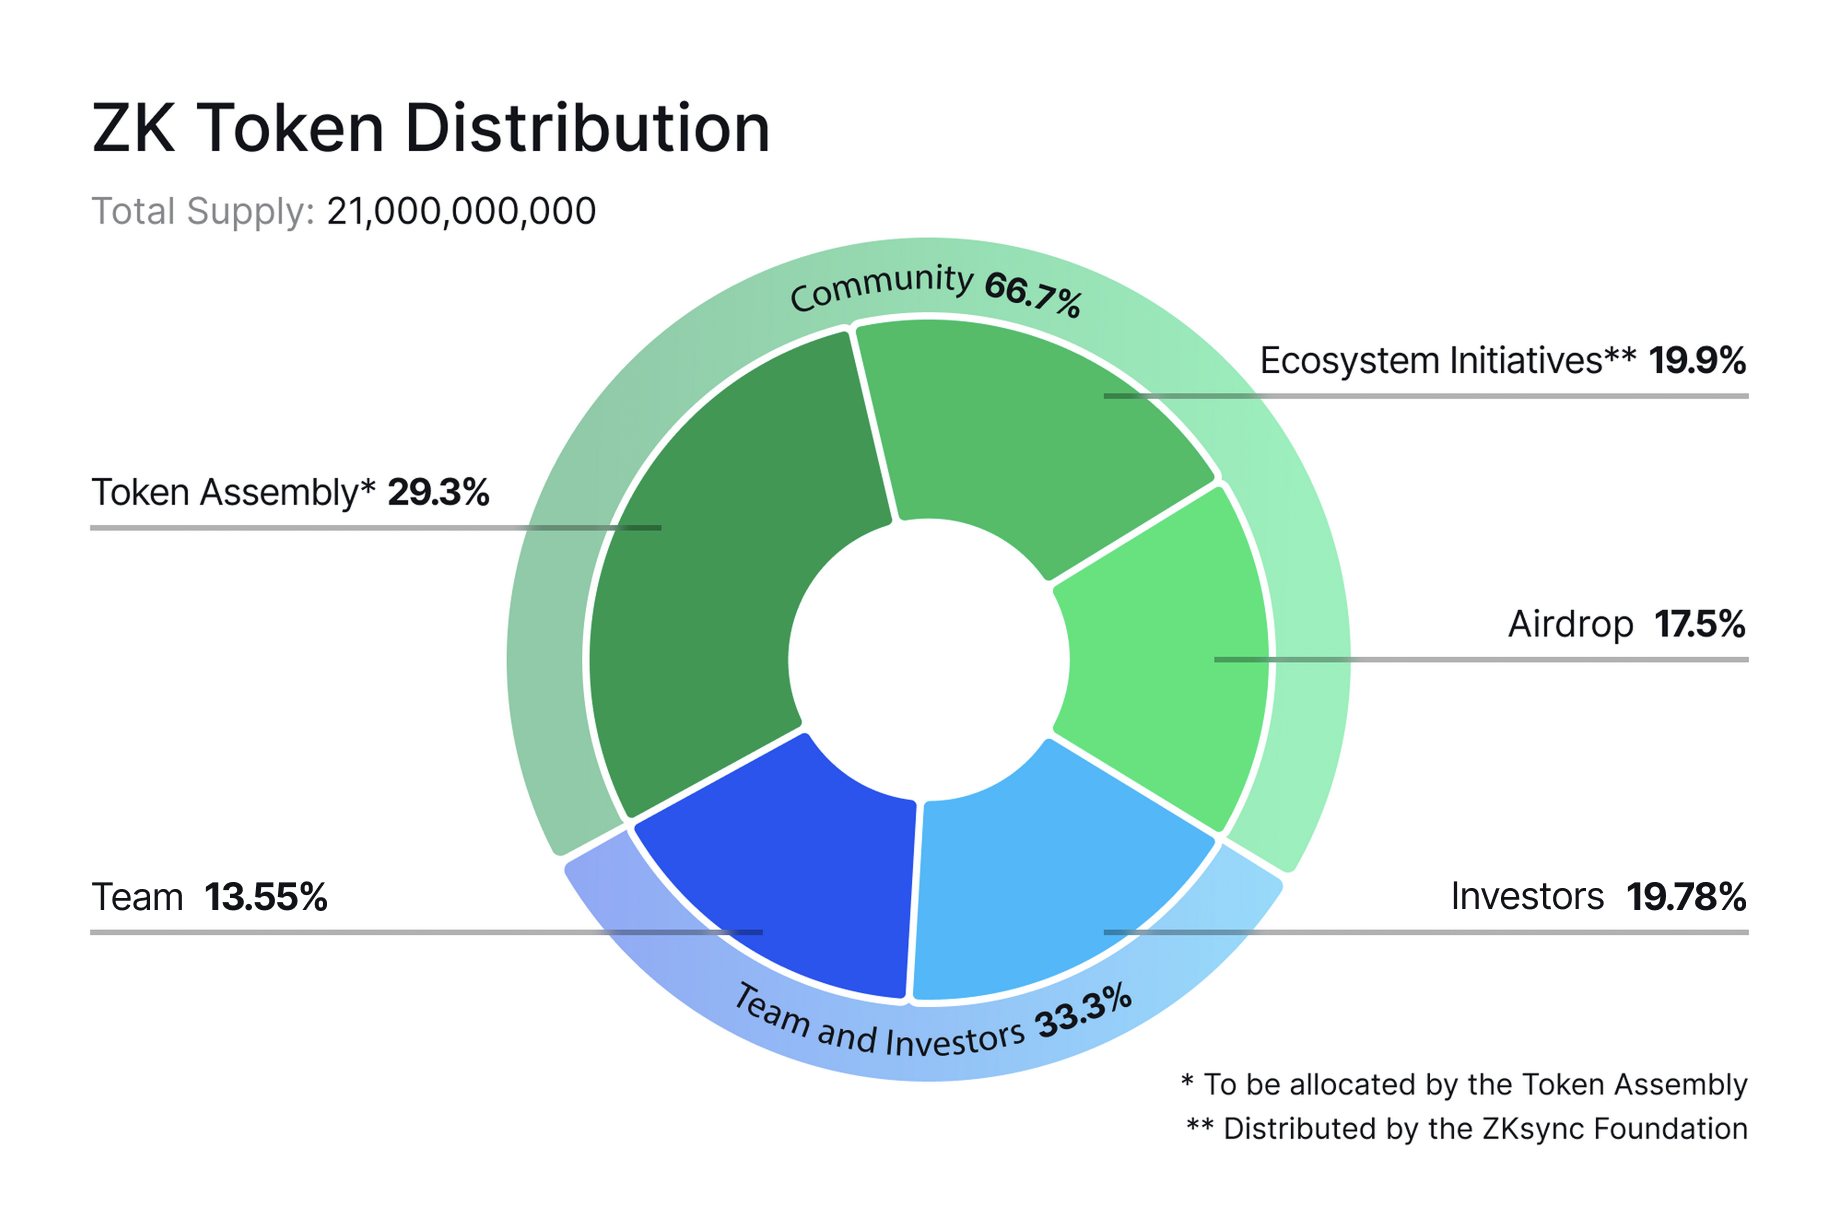 ZK Token Distribution
Total Supply: 21,000,000,000
Community 66.7%
Ecosystem Initiatives** 19.9%
Token Assembly* 29.3%
Airdrop 17.5%
Team 13.55%
Investors 19.78%
Team and Investors 33.3%
* To be allocated by the Token Assembly
** Distributed by the ZKsync Foundation